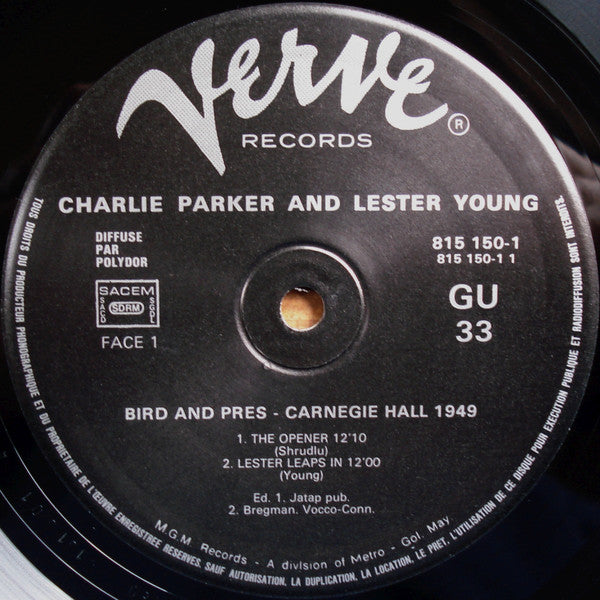 Verve ®
RECORDS
CHARLIE PARKER AND LESTER YOUNG
DIFFUSE
PAR
POLYDOR
815 150-1
815 150-1 1
SACEM
SACD SDRM SGDL
GU
33
FACE 1
BIRD AND PRES - CARNEGIE HALL 1949
1. THE OPENER 12'10
(Shrudlu)
2. LESTER LEAPS IN 12'00
(Young)
Ed. 1. Jatap pub.
2. Bregman. Vocco-Conn.
M.G.M. Records - A division of Metro - Gol. May
TOUS DROITS DU PRODUCTEUR PHONOGRAPHIQUE ET DU PROPRIETAIRE DE L'ŒUVRE ENREGISTREE RESERVES. SAUF AUTORISATION, LA DUPLICATION, LA LOCATION, LE PRET, L'UTILISATION DE CE DISQUE POUR EXECUTION PUBLIQUE ET RADIODIFFUSION SONT INTERDITS.